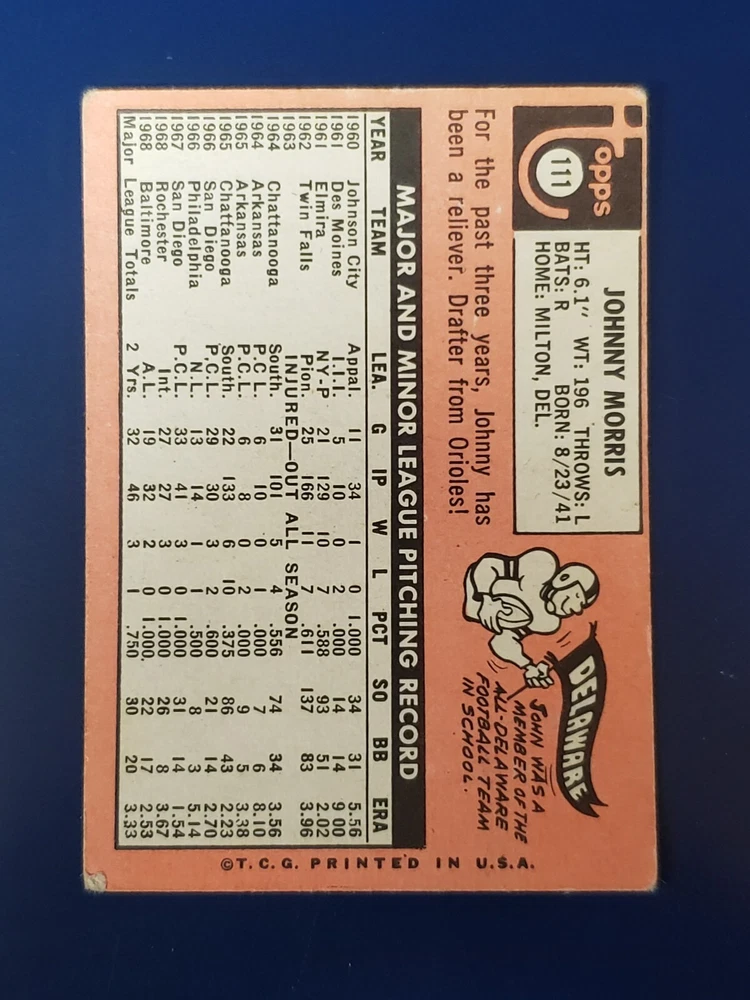 topps
111
JOHNNY MORRIS
HT: 6.1" WT: 196 THROWS: L
BATS: R BORN: 8/23/41
HOME: MILTON, DEL.
For the past three years, Johnny has
been a reliever. Drafter from Orioles!
DELAWARE
JOHN WAS A
MEMBER OF THE
ALL-DELAWARE
FOOTBALL TEAM
IN SCHOOL.
MAJOR AND MINOR LEAGUE PITCHING RECORD
YEAR TEAM LEA. G IP W L PCT SO BB ERA
1960 Johnson City Appal. 11 34 1 0 1.000 34 31 5.56
1961 Des Moines I.I.I. 5 10 0 2 .000 14 14 9.00
1961 Elmira NY-P 21 129 10 7 .588 93 51 2.02
1962 Twin Falls Pion. 25 166 11 7 .611 137 83 3.96
1963 INJURED—OUT ALL SEASON
1964 Chattanooga South. 31 101 5 4 .556 74 34 3.56
1964 Arkansas P.C.L. 6 10 0 1 .000 7 6 8.10
1965 Arkansas P.C.L. 6 8 0 2 .000 9 5 3.38
1965 Chattanooga South. 22 133 6 10 .375 86 43 2.23
1966 San Diego P.C.L. 29 30 3 2 .600 21 14 2.70
1966 Philadelphia N.L. 13 14 1 1 .500 8 3 5.14
1967 San Diego P.C.L. 33 41 3 0 1.000 31 14 1.54
1968 Rochester Int. 27 27 3 0 1.000 26 8 3.67
1968 Baltimore A.L. 19 32 2 0 1.000 22 17 2.53
Major League Totals 2 Yrs. 32 46 3 1 .750 30 20 3.33
©T.C.G. PRINTED IN U.S.A.